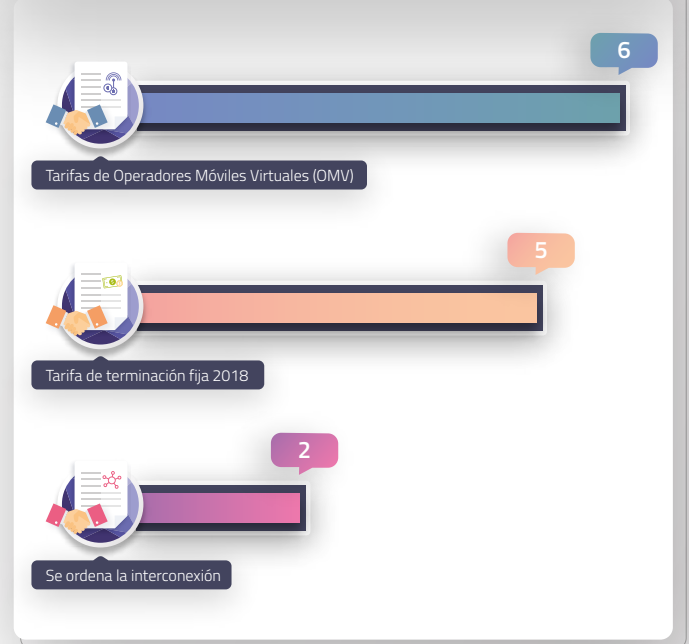 6
Tarifas de Operadores Móviles Virtuales (OMV)
5
Tarifa de terminación fija 2018
2
Se ordena la interconexión